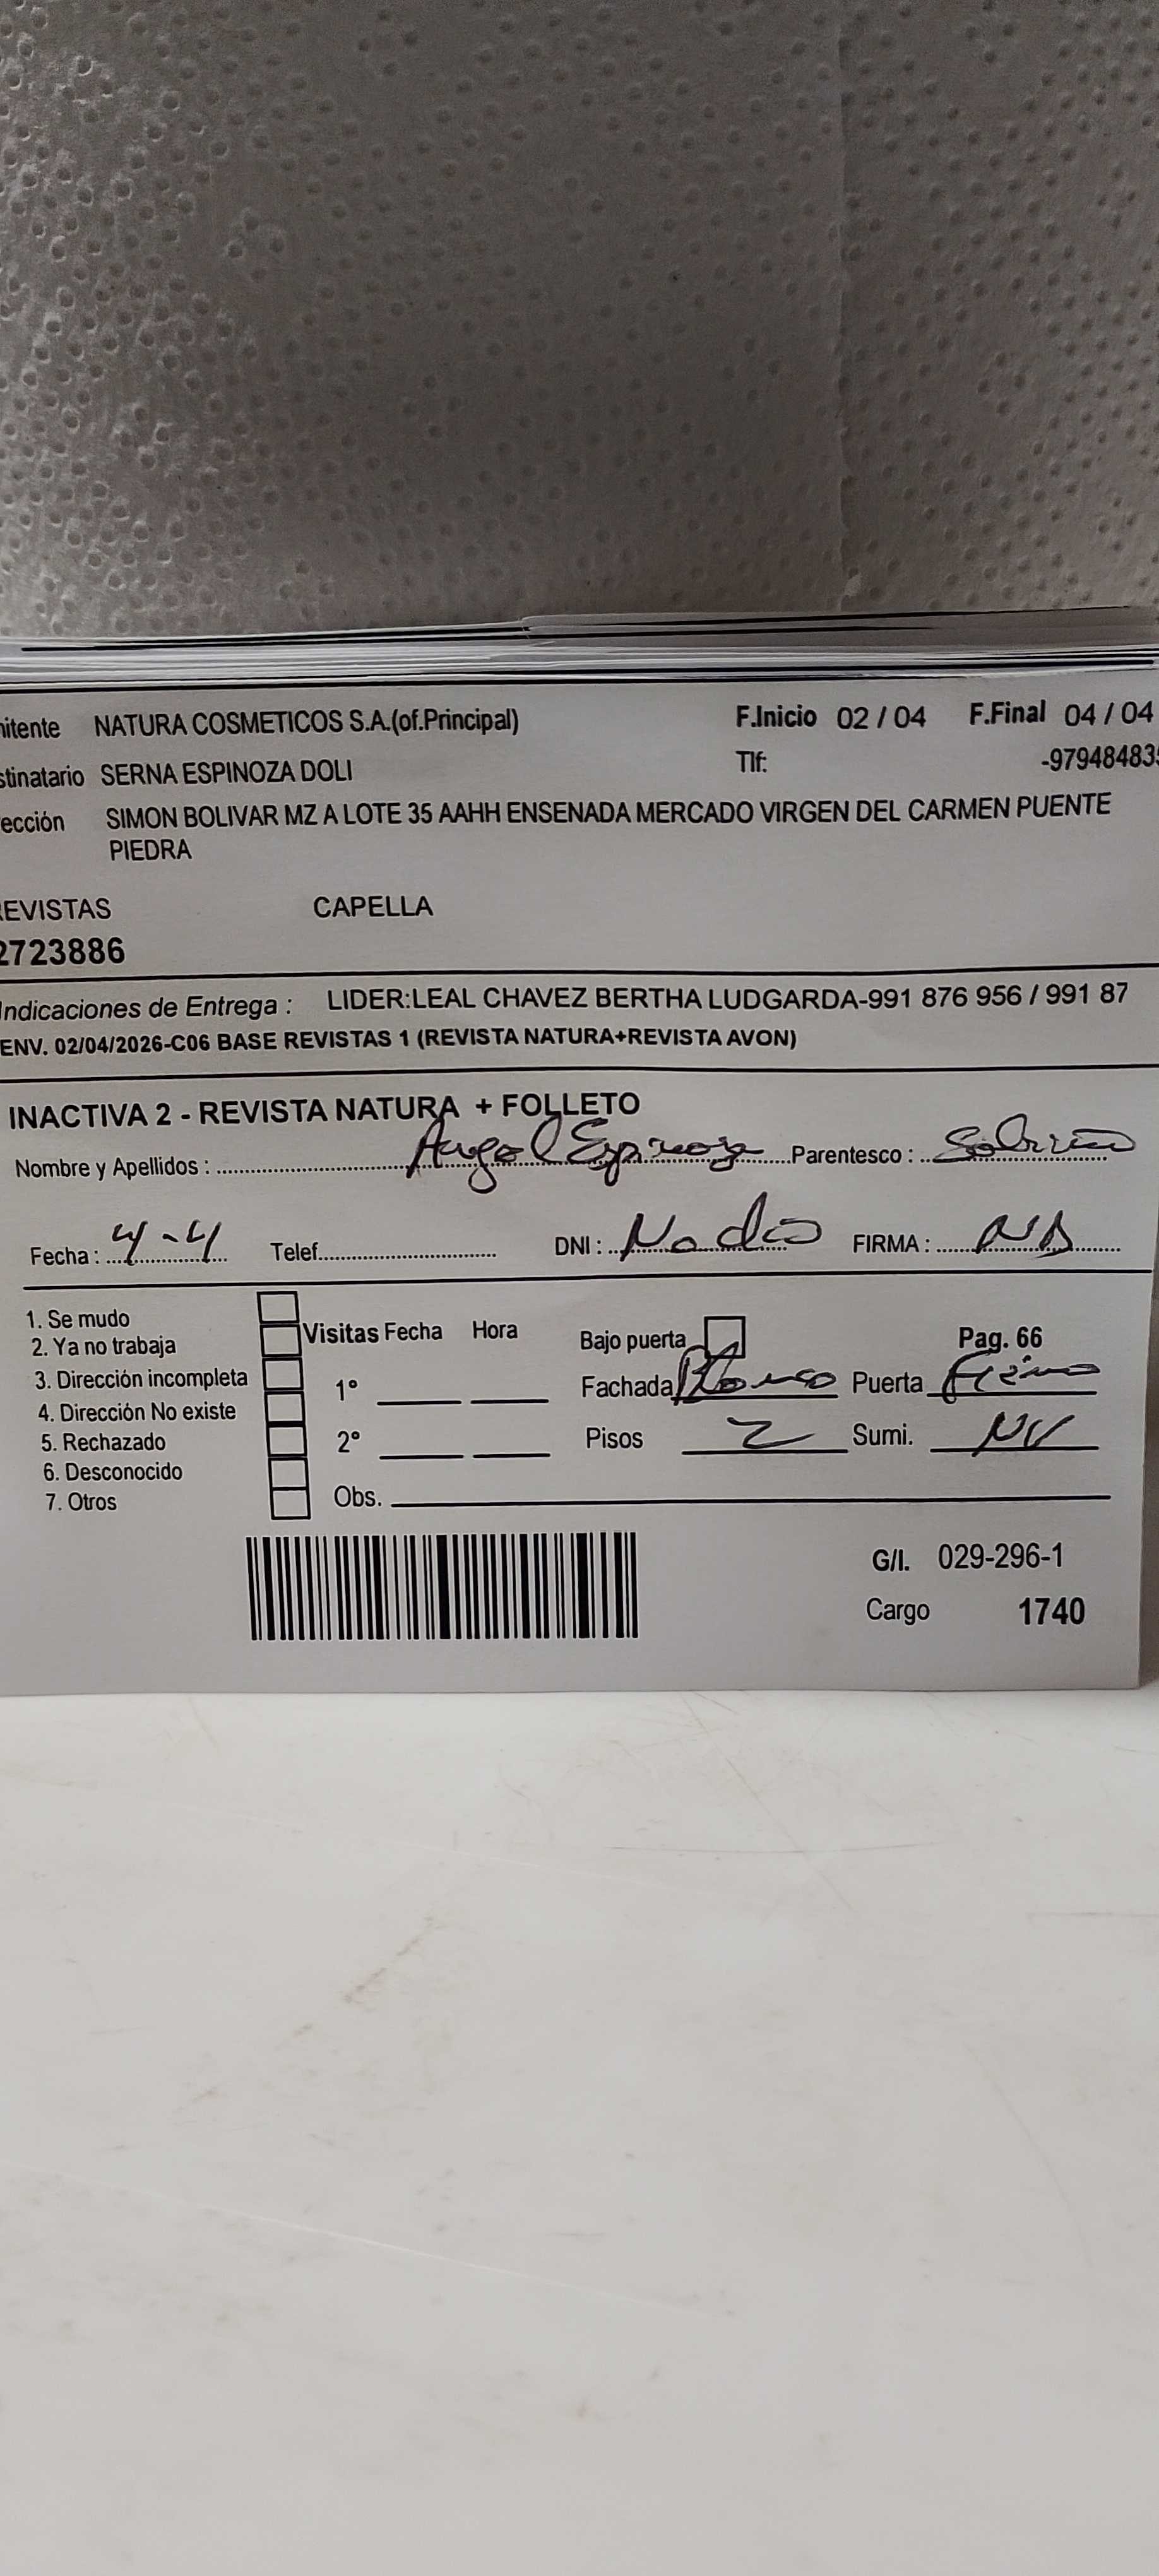 mitente NATURA COSMETICOS S.A.(of.Principal) F.Inicio 02 / 04 F.Final 04 / 04
stinatario SERNA ESPINOZA DOLI Tlf: -97948483
ección SIMON BOLIVAR MZ A LOTE 35 AAHH ENSENADA MERCADO VIRGEN DEL CARMEN PUENTE
PIEDRA
REVISTAS CAPELLA
2723886
Indicaciones de Entrega : LIDER:LEAL CHAVEZ BERTHA LUDGARDA-991 876 956 / 991 87
ENV. 02/04/2026-C06 BASE REVISTAS 1 (REVISTA NATURA+REVISTA AVON)
INACTIVA 2 - REVISTA NATURA + FOLLETO
Nombre y Apellidos : Angel Espinoza Parentesco : Sobrino
Fecha : 4-4 Telef. DNI : No dio FIRMA :
1. Se mudo
2. Ya no trabaja Visitas Fecha Hora Bajo puerta Pag. 66
3. Dirección incompleta 1° Fachada Blanco Puerta Fierro
4. Dirección No existe
5. Rechazado 2° Pisos 2 Sumi. NV
6. Desconocido
7. Otros Obs.
G/I. 029-296-1
Cargo 1740